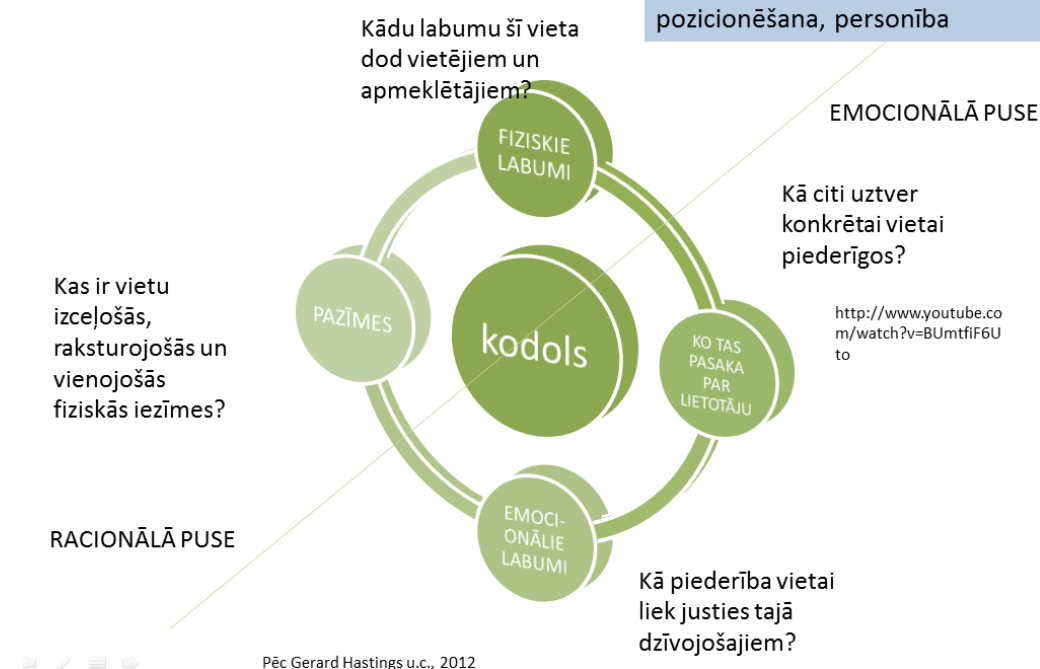 pozicionēšana, personība
Kādu labumu šī vieta
dod vietējiem un
apmeklētājiem?
EMOCIONĀLĀ PUSE
FIZISKIE
LABUMI
Kā citi uztver
konkrētai vietai
piederīgos?
Kas ir vietu
izceļošās,
raksturojošās un
vienojošās
fiziskās iezīmes?
PAZĪMES
kodols
KO TAS
PASAKA
PAR
LIETOTĀJU
http://www.youtube.co
m/watch?v=BUmtfiF6U
to
EMOCI-
ONĀLIE
LABUMI
RACIONĀLĀ PUSE
Kā piederība vietai
liek justies tajā
dzīvojošajiem?
Pēc Gerard Hastings u.c., 2012